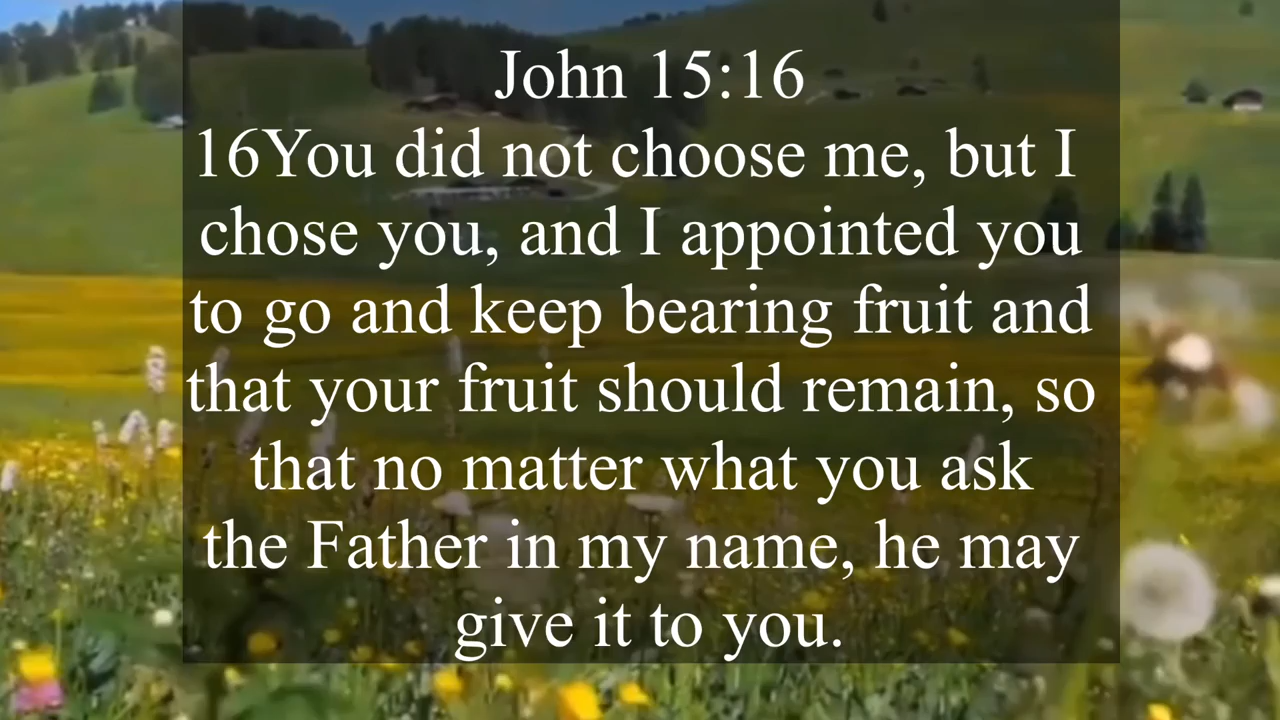 John 15:16
16You did not choose me, but I
chose you, and I appointed you
to go and keep bearing fruit and
that your fruit should remain, so
that no matter what you ask
the Father in my name, he may
give it to you.